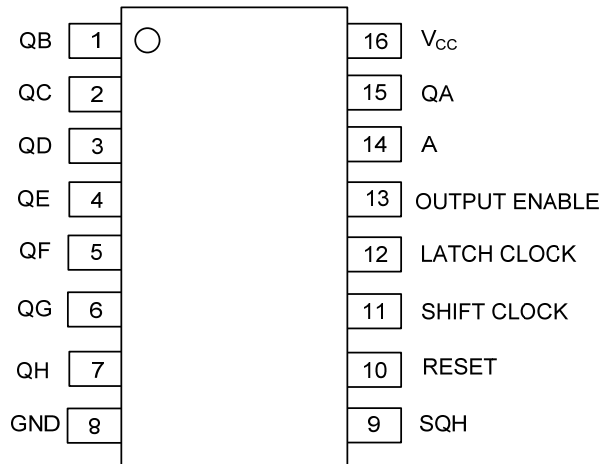 QB 1 16 VCC
QC 2 15 QA
QD 3 14 A
QE 4 13 OUTPUT ENABLE
QF 5 12 LATCH CLOCK
QG 6 11 SHIFT CLOCK
QH 7 10 RESET
GND 8 9 SQH